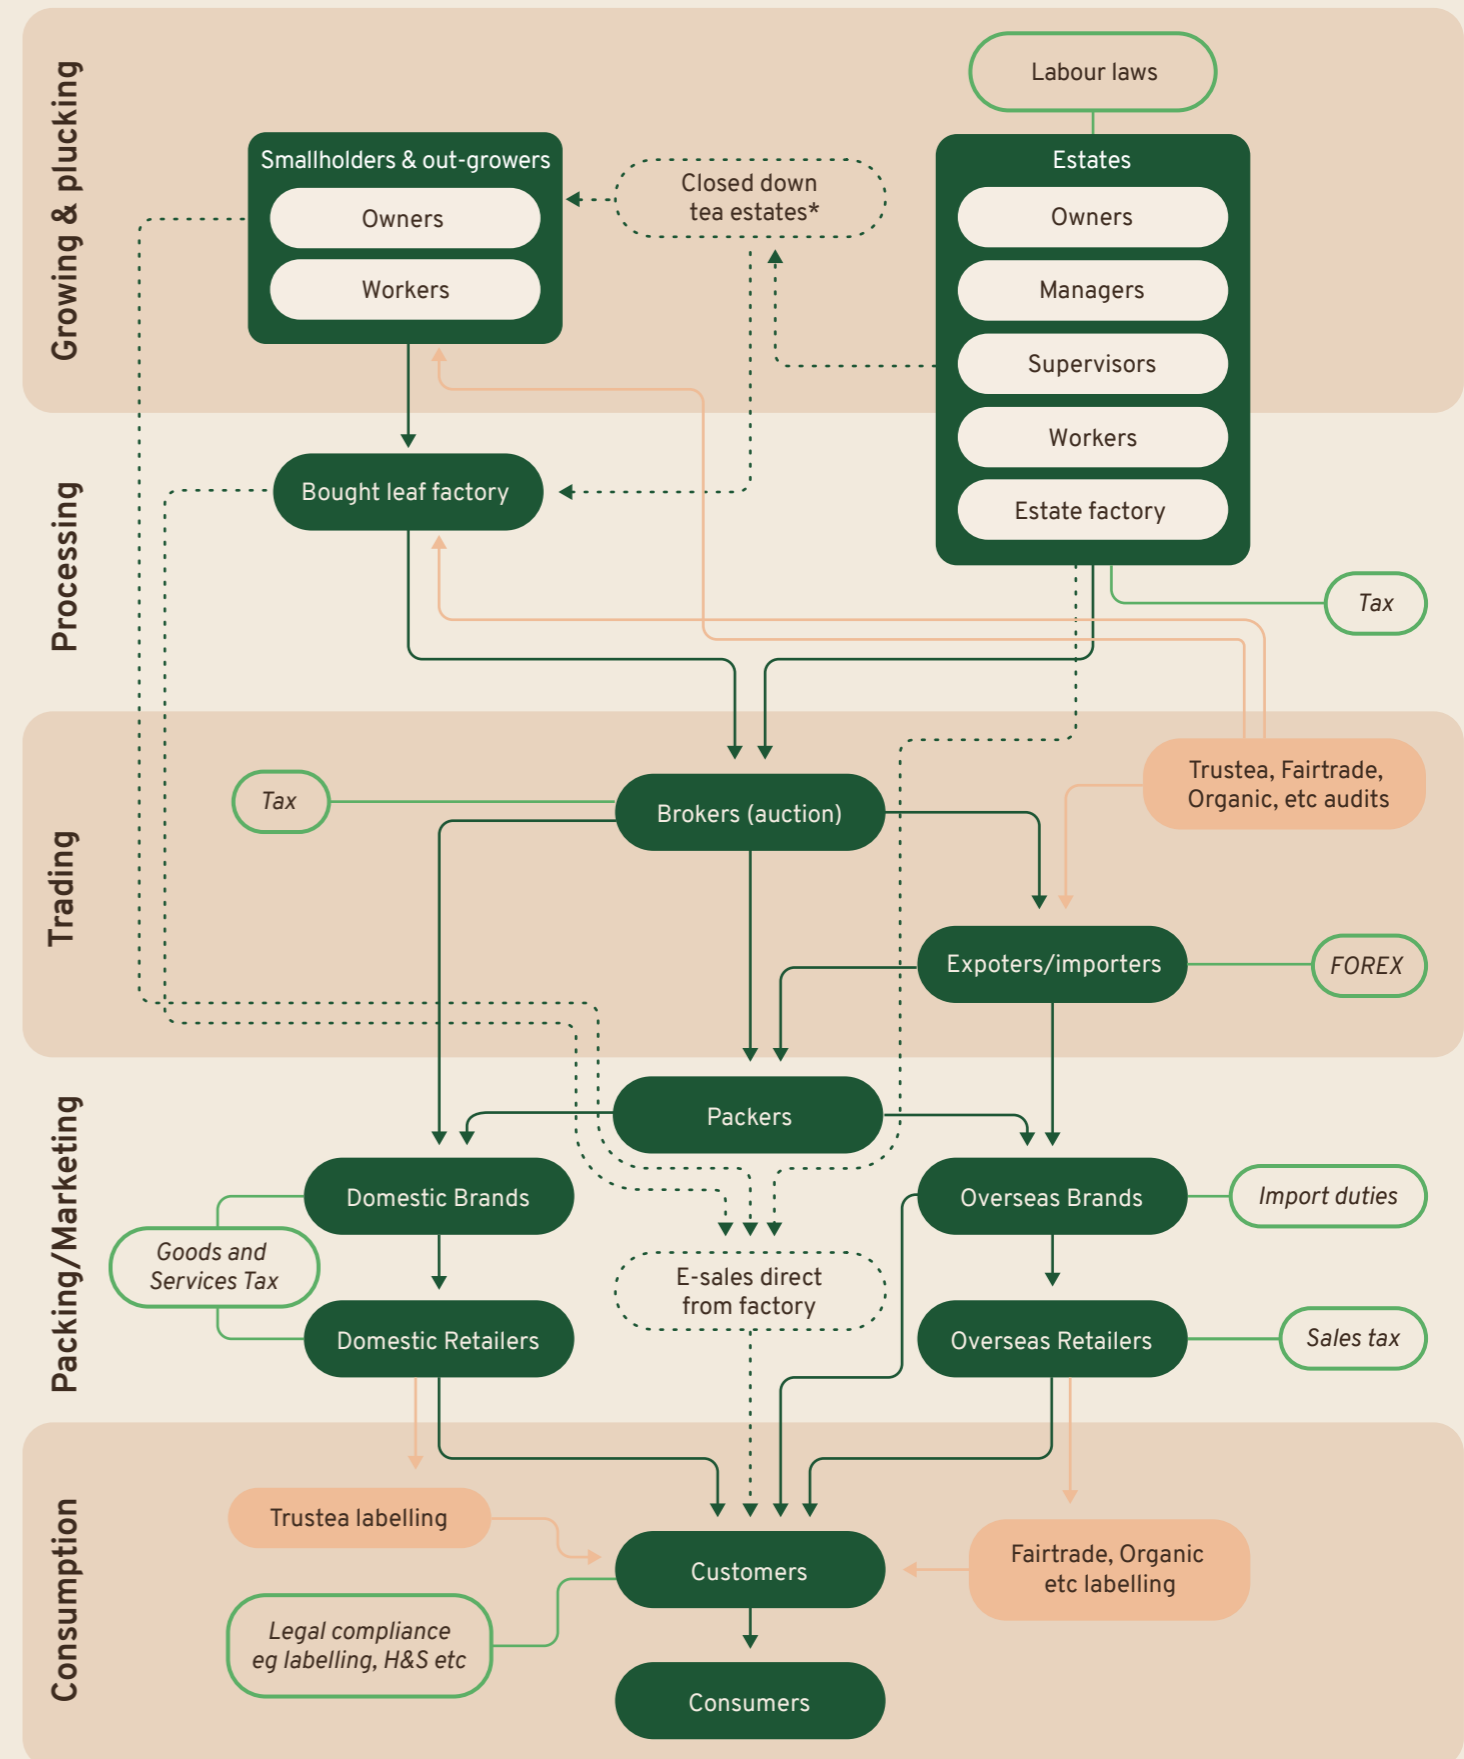 Growing & plucking
Labour laws
Smallholders & out-growers
Owners
Workers
Closed down
tea estates*
Estates
Owners
Managers
Supervisors
Workers
Estate factory
Processing
Bought leaf factory
Tax
Trading
Tax
Brokers (auction)
Trustea, Fairtrade,
Organic, etc audits
Expoters/importers
FOREX
Packing/Marketing
Packers
Domestic Brands
Overseas Brands
Import duties
Goods and
Services Tax
E-sales direct
from factory
Domestic Retailers
Overseas Retailers
Sales tax
Consumption
Trustea labelling
Customers
Fairtrade, Organic
etc labelling
Legal compliance
eg labelling, H&S etc
Consumers